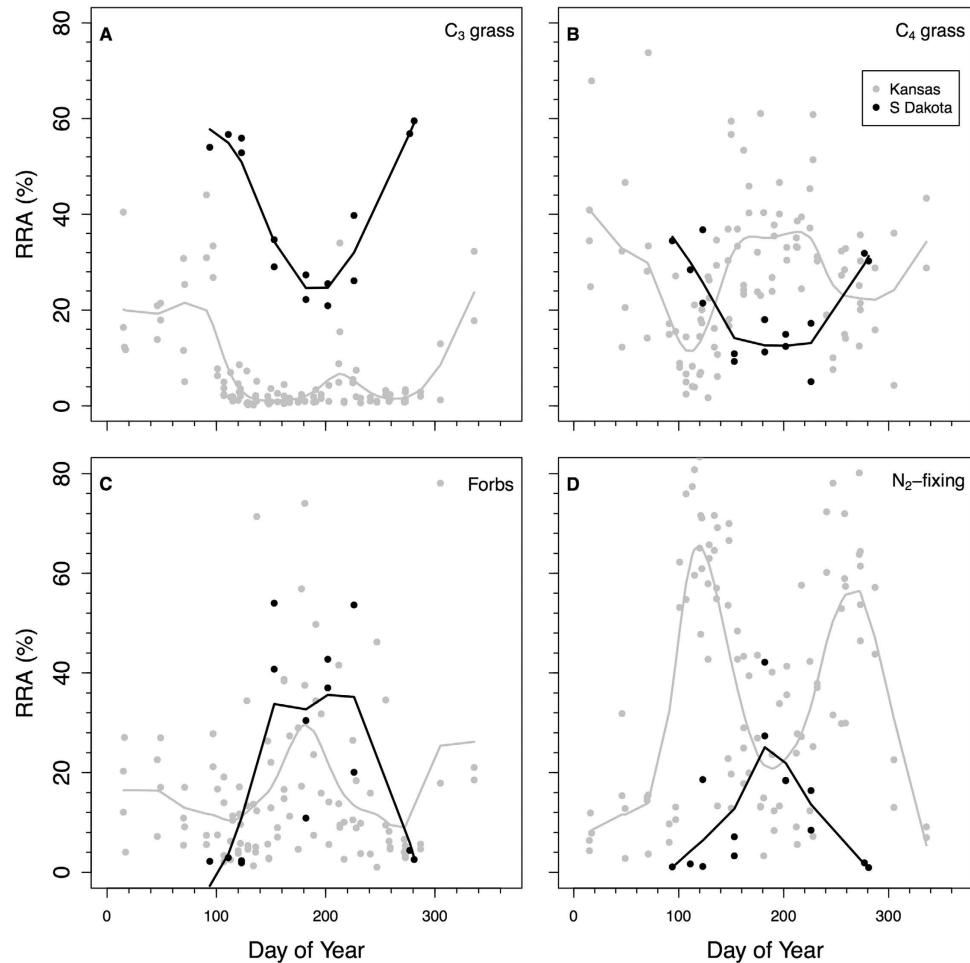 A
C₃ grass
B
C₄ grass
Kansas
S Dakota
RRA (%)
80
60
40
20
0
C
Forbs
D
N₂–fixing
RRA (%)
80
60
40
20
0
0 100 200 300
0 100 200 300
Day of Year
Day of Year